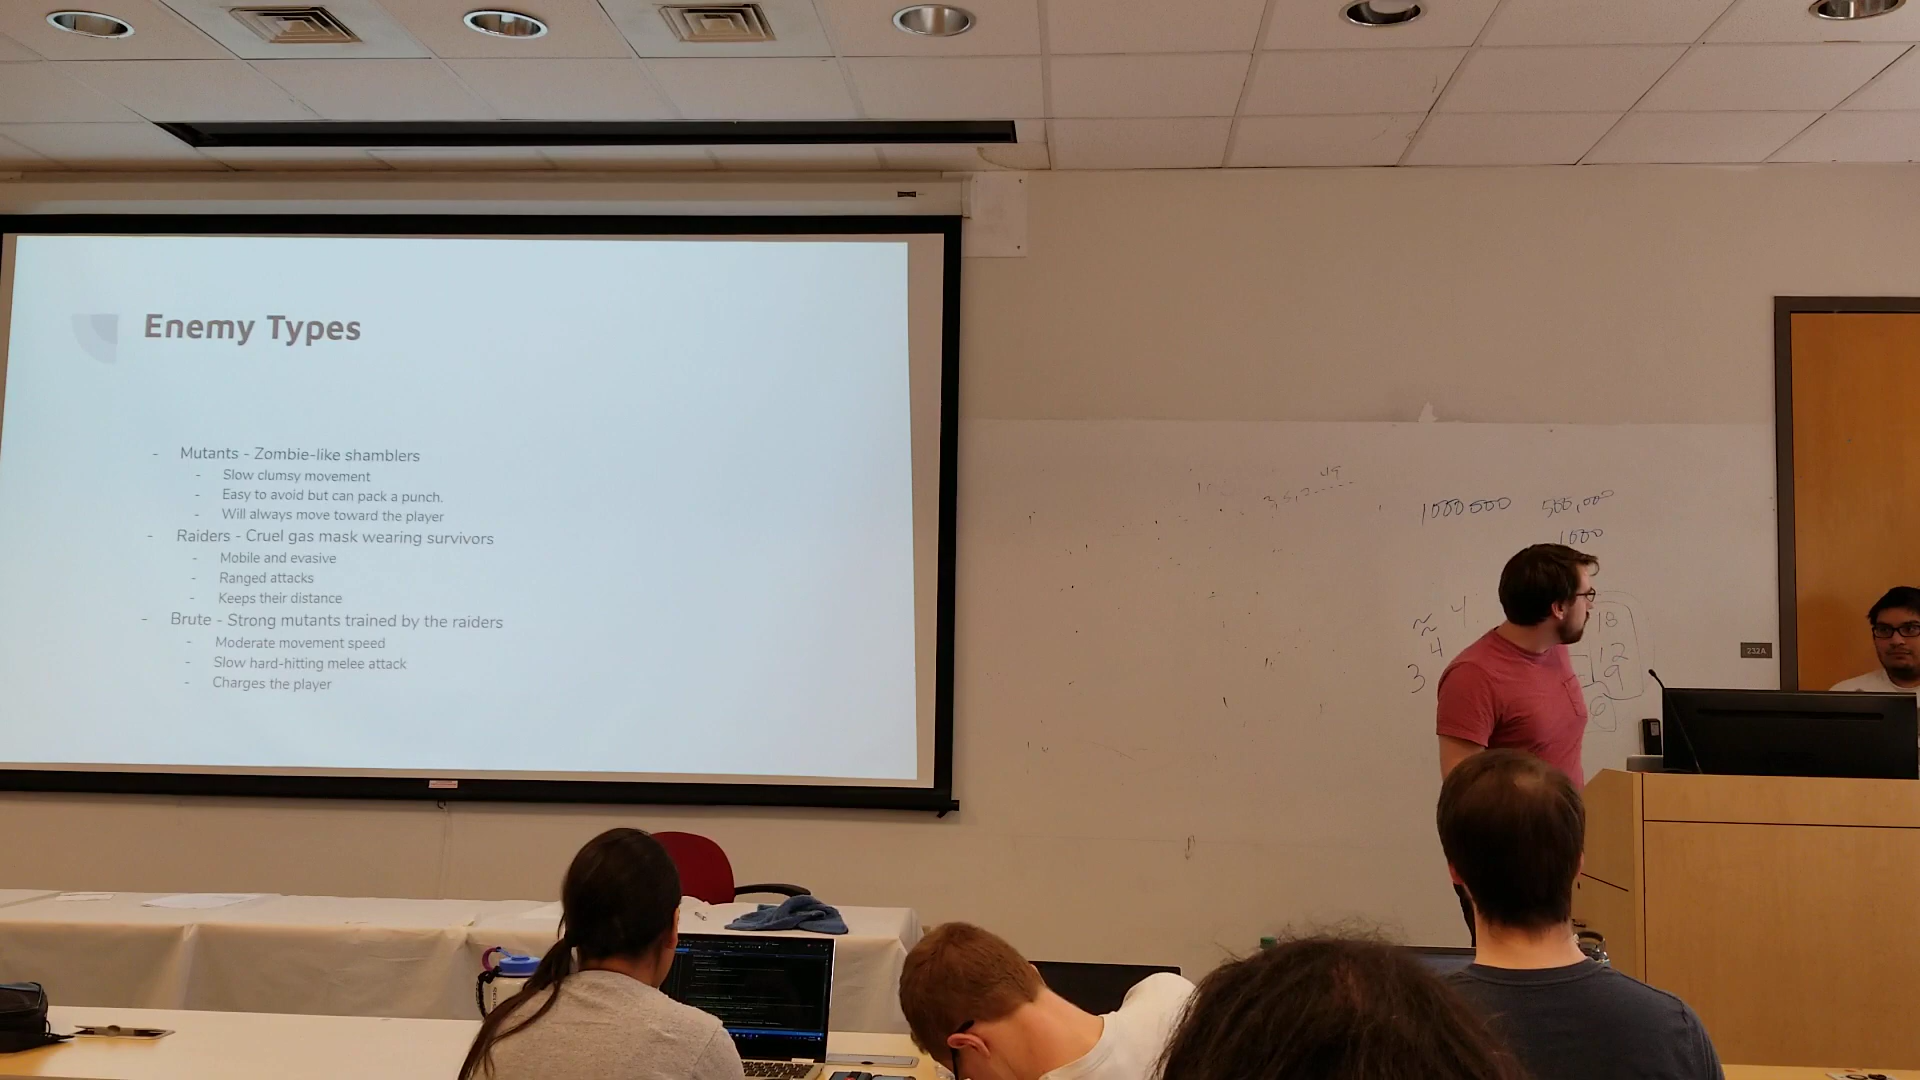 Enemy Types
- Mutants - Zombie-like shamblers
- Slow clumsy movement
- Easy to avoid but can pack a punch.
- Will always move toward the player
- Raiders - Cruel gas mask wearing survivors
- Mobile and evasive
- Ranged attacks
- Keeps their distance
- Brute - Strong mutants trained by the raiders
- Moderate movement speed
- Slow hard-hitting melee attack
- Charges the player
500,000
1000
4
4
3
18
12
9
6
232A